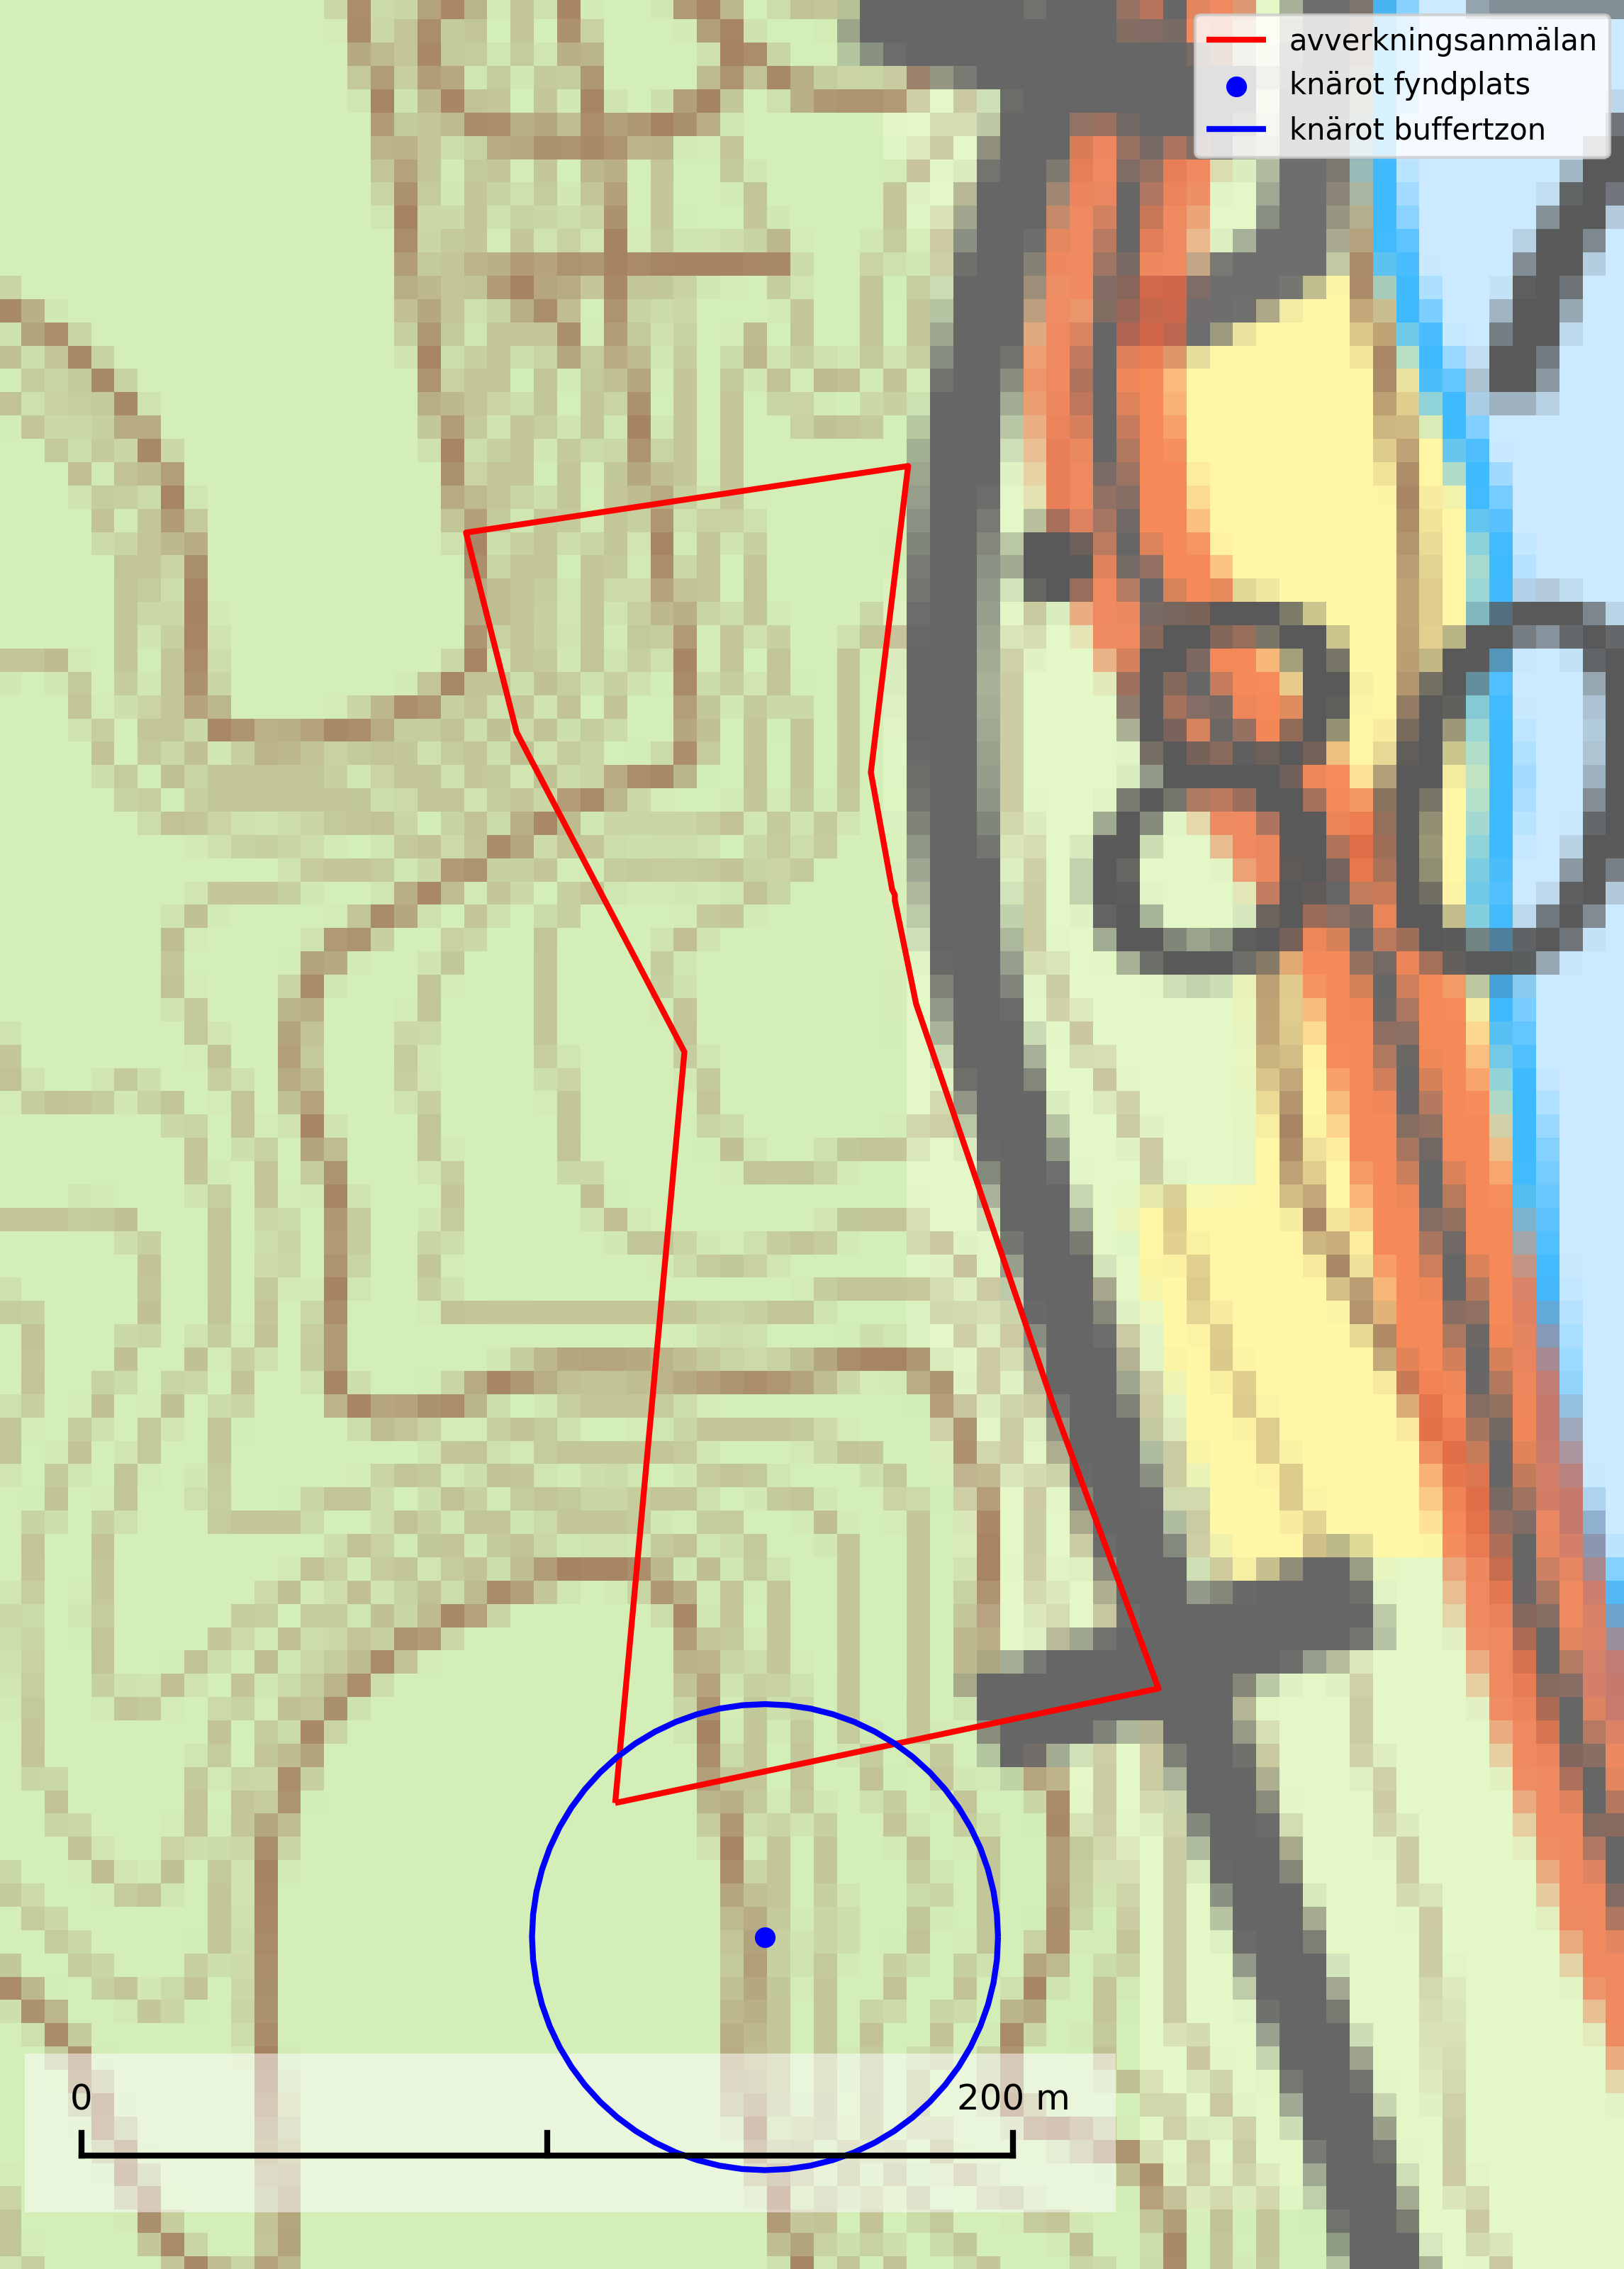 avverkningsanmälan
knärot fyndplats
knärot buffertzon
0
200 m